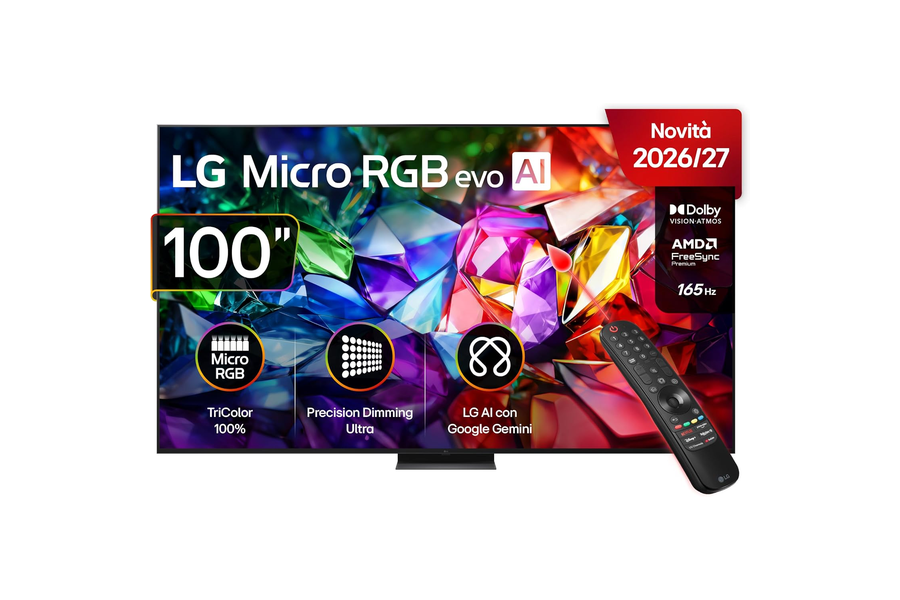 LG Micro RGB evo AI
Novità
2026/27
100”
Dolby
VISION·ATMOS
AMD
FreeSync
Premium
165 Hz
Micro
RGB
TriColor
100%
Precision Dimming
Ultra
LG AI con
Google Gemini
LG